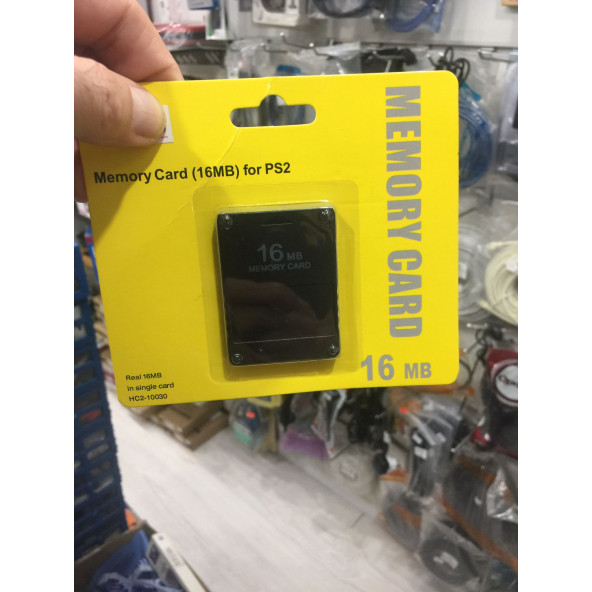 Memory Card (16MB) for PS2
MEMORY CARD
16 MB
16 MB
MEMORY CARD
Real 16MB
in single card
HC2-10030